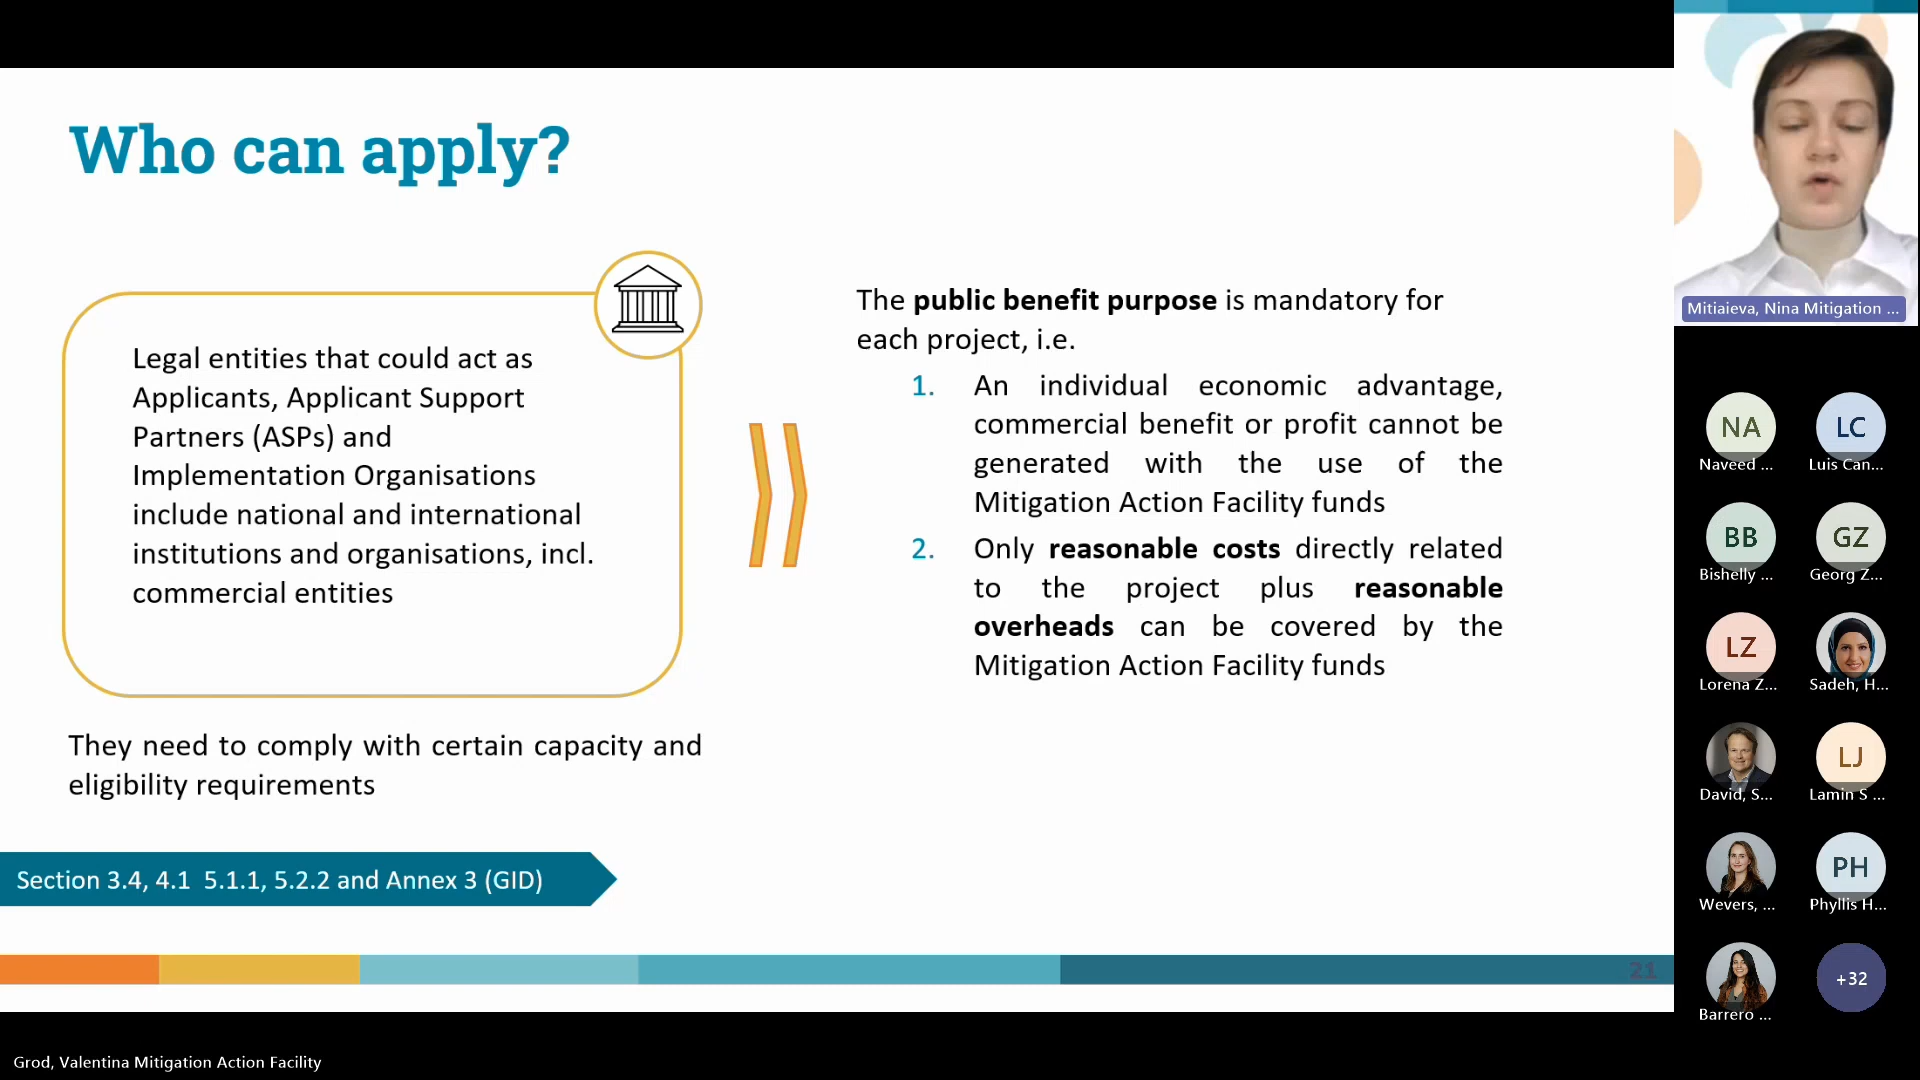 Who can apply?
Legal entities that could act as
Applicants, Applicant Support
Partners (ASPs) and
Implementation Organisations
include national and international
institutions and organisations, incl.
commercial entities
They need to comply with certain capacity and
eligibility requirements
Section 3.4, 4.1  5.1.1, 5.2.2 and Annex 3 (GID)
The public benefit purpose is mandatory for
each project, i.e.
1. An individual economic advantage,
commercial benefit or profit cannot be
generated with the use of the
Mitigation Action Facility funds
2. Only reasonable costs directly related
to the project plus reasonable
overheads can be covered by the
Mitigation Action Facility funds
21
Mitiaieva, Nina Mitigation ...
NA
Naveed ...
LC
Luis Can...
BB
Bishelly ...
GZ
Georg Z...
LZ
Lorena Z...
Sadeh, H...
David, S...
LJ
Lamin S ...
Wevers, ...
PH
Phyllis H...
Barrero ...
+32
Grod, Valentina Mitigation Action Facility